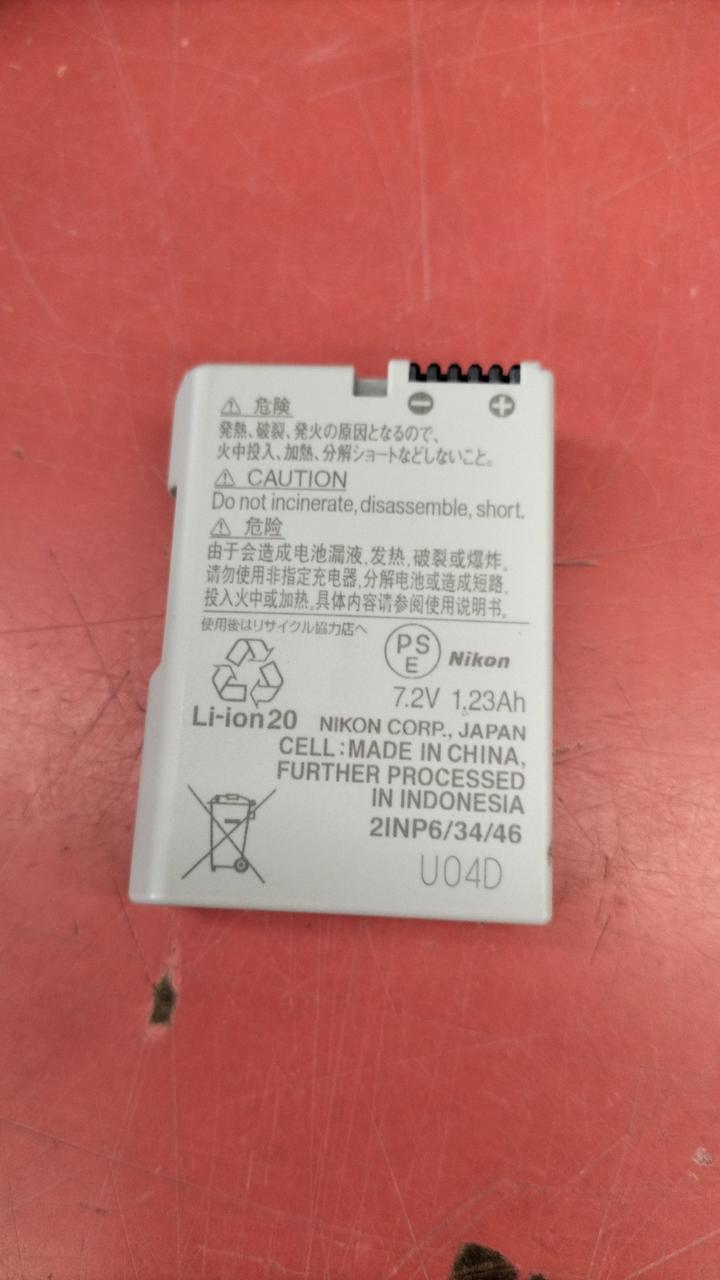 ⚠ 危険
発熱、破裂、発火の原因となるので、
火中投入、加熱、分解ショートなどしないこと。
⚠ CAUTION
Do not incinerate, disassemble, short.
⚠ 危险
由于会造成电池漏液,发热,破裂或爆炸。
请勿使用非指定充电器,分解电池或造成短路,
投入火中或加热。具体内容请参阅使用说明书。
使用後はリサイクル協力店へ
PS
E
Nikon
7.2V 1.23Ah
Li-ion20
NIKON CORP., JAPAN
CELL:MADE IN CHINA,
FURTHER PROCESSED
IN INDONESIA
2INP6/34/46
U04D